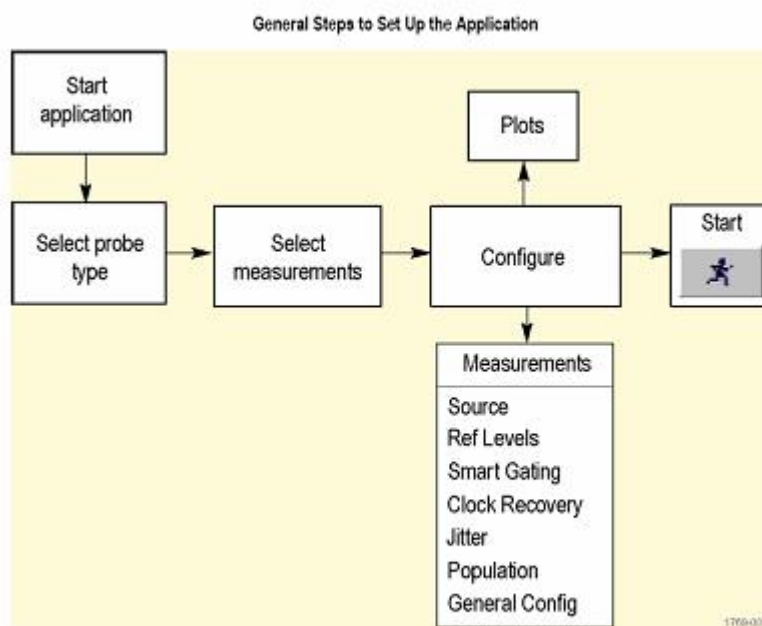 General Steps to Set Up the Application
Start
application
Plots
Select probe
type
Select
measurements
Configure
Start
Measurements
Source
Ref Levels
Smart Gating
Clock Recovery
Jitter
Population
General Config